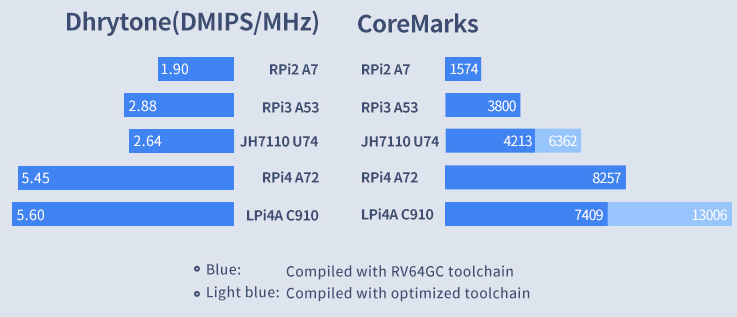 Dhrytone(DMIPS/MHz)
1.90 RPi2 A7
2.88 RPi3 A53
2.64 JH7110 U74
5.45 RPi4 A72
5.60 LPi4A C910
CoreMarks
RPi2 A7 1574
RPi3 A53 3800
JH7110 U74 4213 6362
RPi4 A72 8257
LPi4A C910 7409 13006
Blue: Compiled with RV64GC toolchain
Light blue: Compiled with optimized toolchain